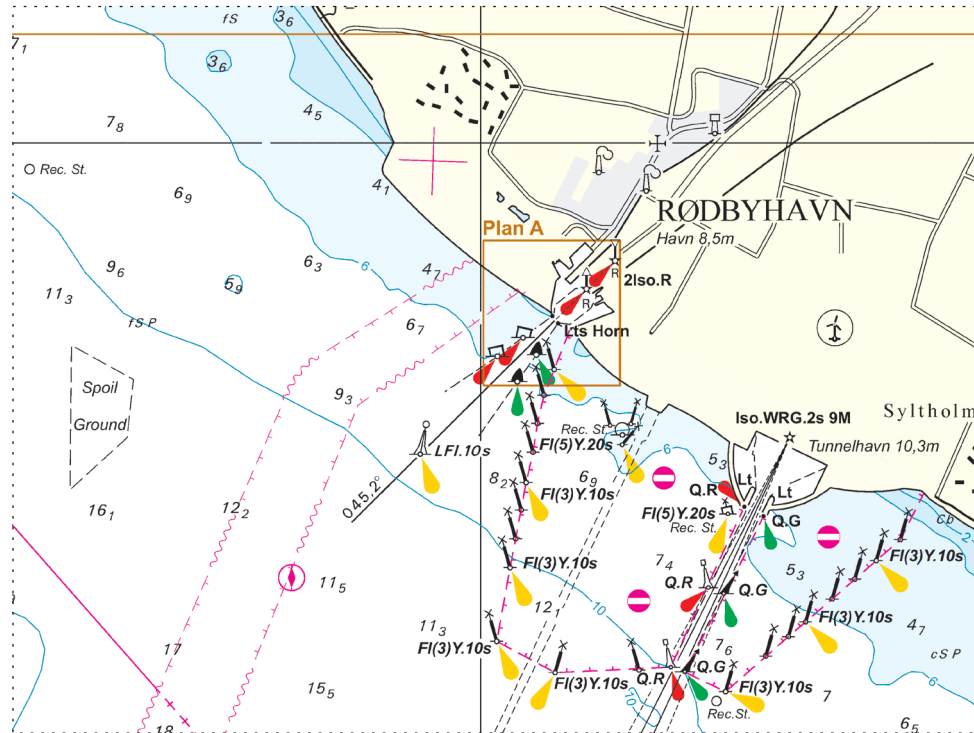 7₁
fS
3₆
3₆
4₅
7₈
Rec. St.
4₁
6₉
RØDBYHAVN
Havn 8,5m
Plan A
6₃
6
4₇
9₆
5₉
2Iso.R
R
R
11₃
fS P
6₇
Lts Horn
Spoil
Ground
9₃
Iso.WRG.2s 9M
Syltholm
Rec. St
Tunnelhavn 10,3m
LFl.10s
Fl(5)Y.20s
6
5₃
8₂
6₉
Q.R
Lt
Lt
Fl(3)Y.10s
045,2°
16₁
12₂
Fl(5)Y.20s
Rec. St.
Q.G
Cb
2
7₄
Fl(3)Y.10s
Fl(3)Y.10s
5₃
11₅
Q.R
Q.G
12₁
10
11₃
Fl(3)Y.10s
4₇
Fl(3)Y.10s
17
7₆
cS P
Q.R
Q.G
Fl(3)Y.10s
Fl(3)Y.10s
6
15₅
10
7
Rec.St.
18
6₅